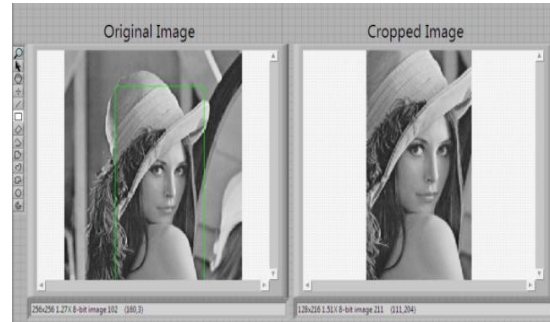 Original Image
Cropped Image
256x256 1.27X 8-bit image 102 (160,3)
128x218 1.51X 8-bit image 211 (111,204)